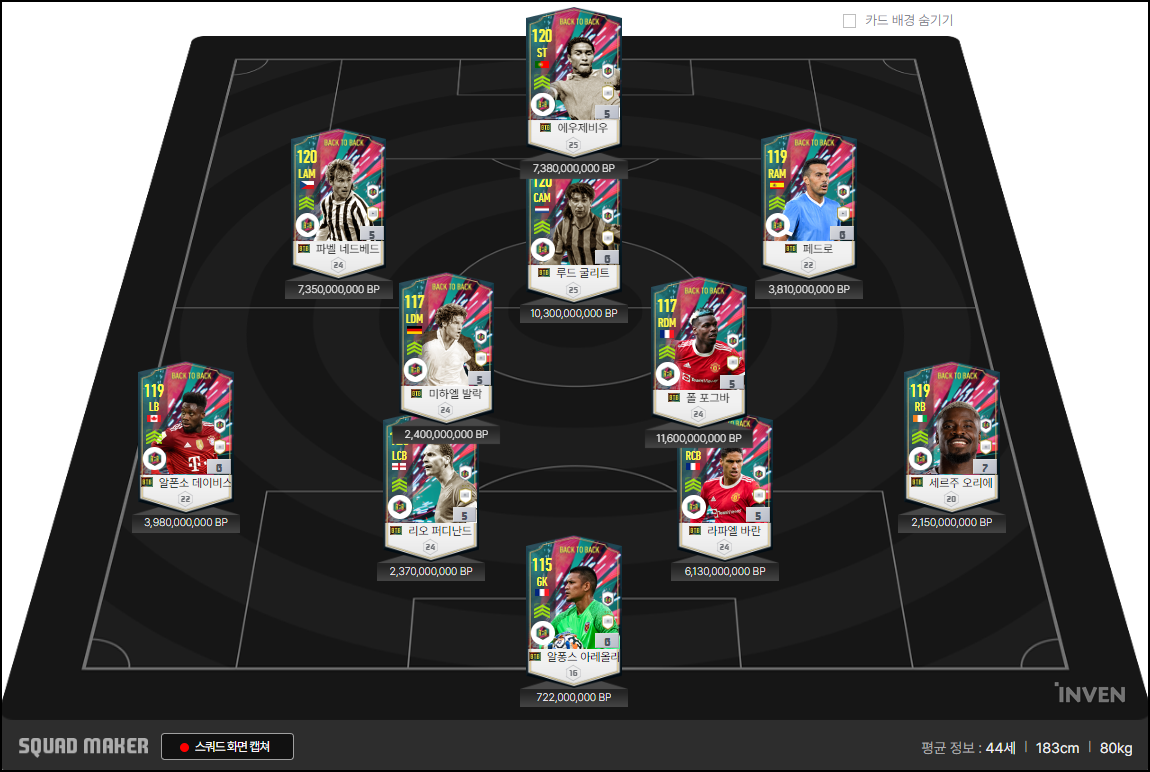 카드 배경 숨기기
BACK TO BACK
120
ST
5
BTB 에우제비우
25
7,380,000,000 BP
BACK TO BACK
120
LAM
5
BTB 파벨 네드베드
24
7,350,000,000 BP
120
CAM
6
BTB 루드 굴리트
25
10,300,000,000 BP
BACK TO BACK
119
RAM
6
BTB 페드로
22
3,810,000,000 BP
BACK TO BACK
117
LDM
5
BTB 미하엘 발락
24
2,400,000,000 BP
BACK TO BACK
117
RDM
5
BTB 폴 포그바
24
11,600,000,000 BP
BACK TO BACK
119
LB
6
BTB 알폰소 데이비스
22
3,980,000,000 BP
LCB
5
BTB 리오 퍼디난드
24
2,370,000,000 BP
BACK
RCB
5
BTB 라파엘 바란
24
6,130,000,000 BP
BACK TO BACK
119
RB
7
BTB 세르주 오리에
20
2,150,000,000 BP
BACK TO BACK
115
GK
6
BTB 알퐁스 아레올라
16
722,000,000 BP
INVEN
SQUAD MAKER
스쿼드 화면 캡쳐
평균 정보 : 44세 | 183cm | 80kg